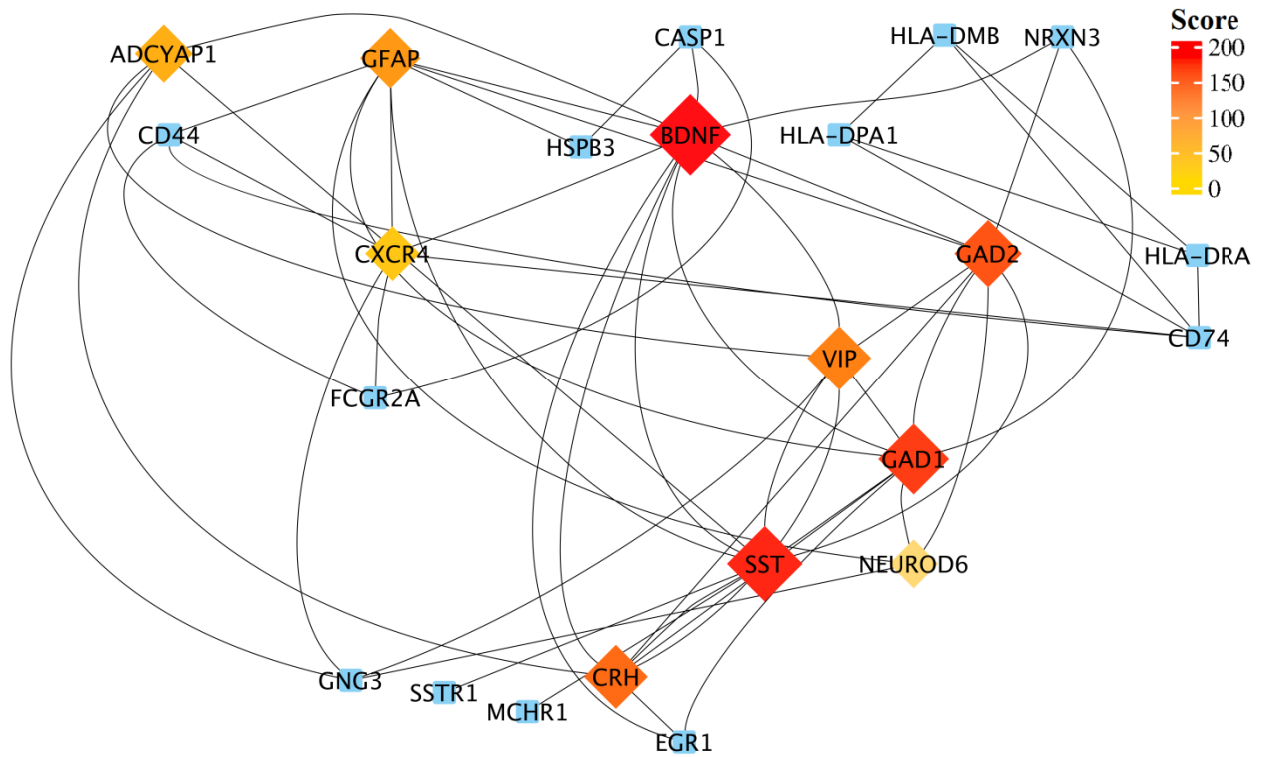 Score
200
150
100
50
0
ADCYAP1
GFAP
CASP1
HLA-DMB
NRXN3
CD44
HSPB3
BDNF
HLA-DPA1
CXCR4
GAD2
HLA-DRA
CD74
VIP
FCGR2A
GAD1
SST
NEUROD6
GNG3
SSTR1
CRH
MCHR1
EGR1